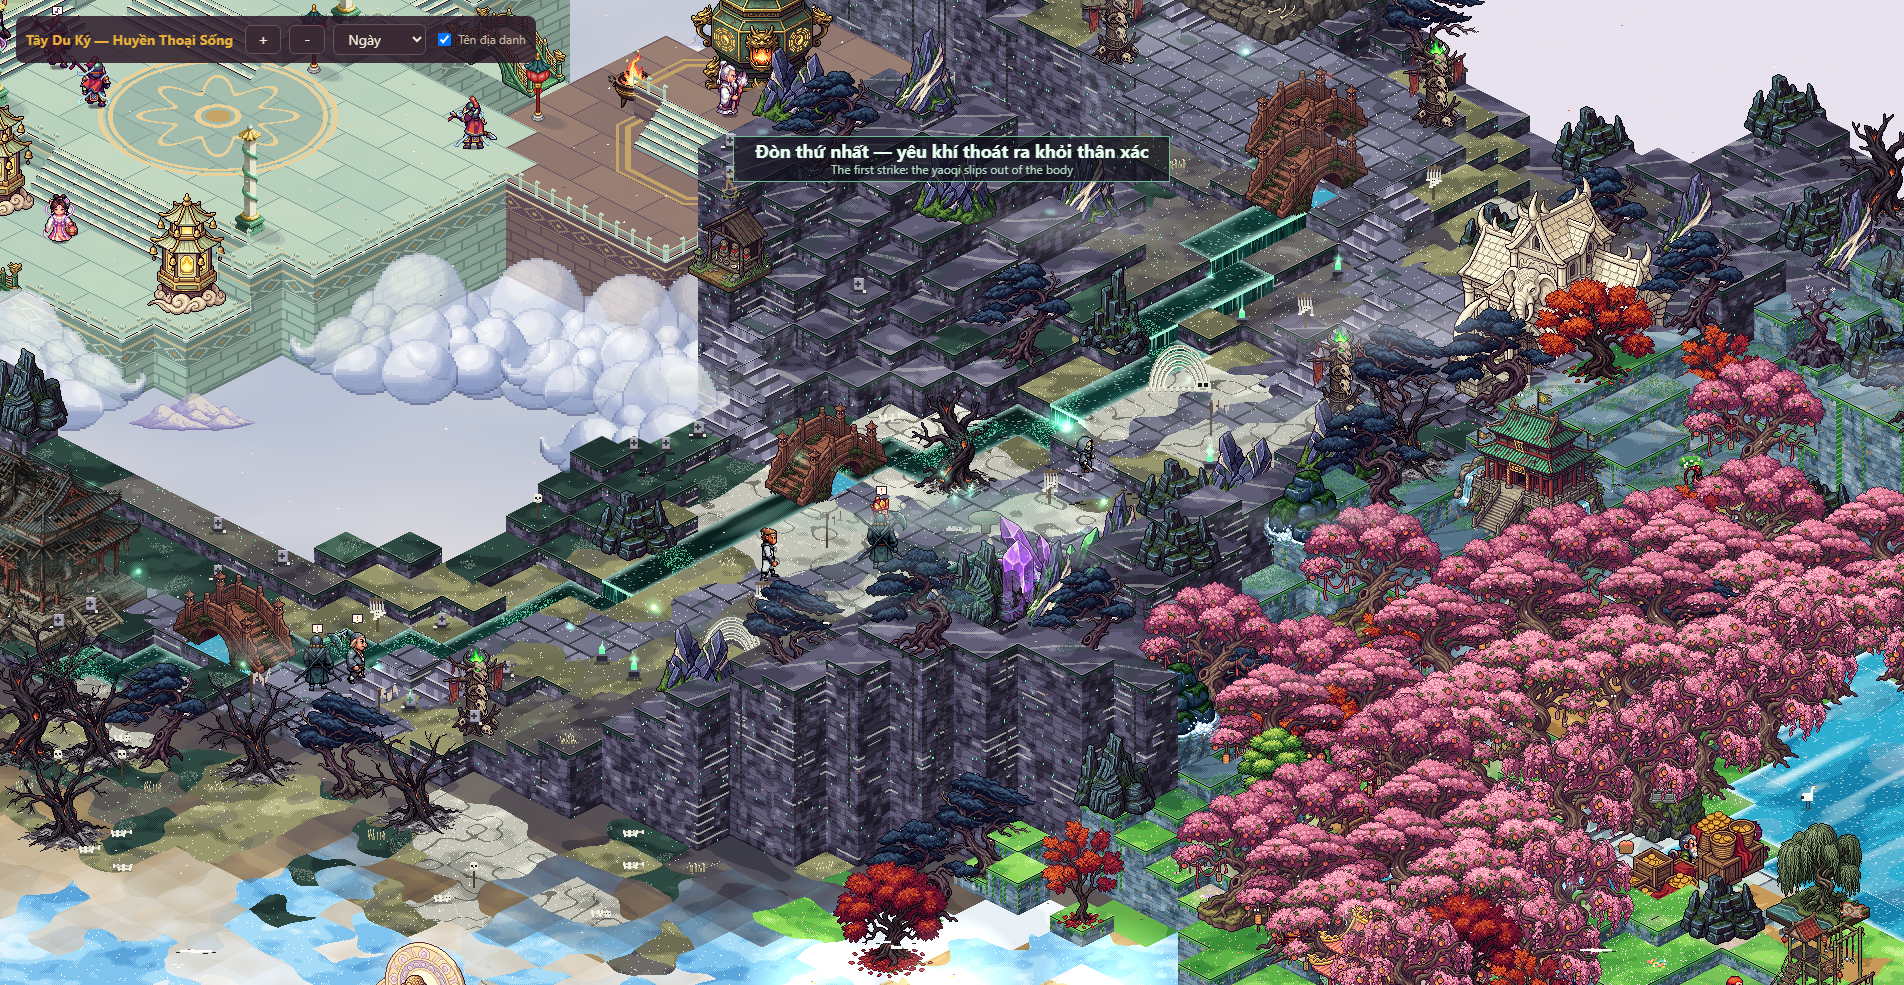 Tây Du Ký — Huyền Thoại Sống
+
-
Ngày
Tên địa danh
Đòn thứ nhất — yêu khí thoát ra khỏi thân xác
The first strike: the yaoqi slips out of the body